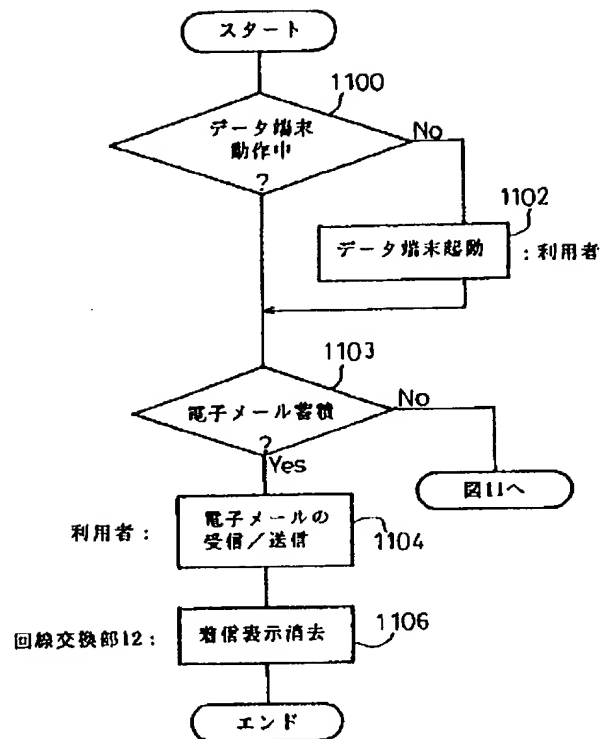 スタート
1100
データ端末
動作中
?
No
1102
データ端末起動
:利用者
1103
電子メール蓄積
?
No
Yes
図11へ
利用者:
電子メールの
受信/送信
1104
回線交換部12:
着信表示消去
1106
エンド